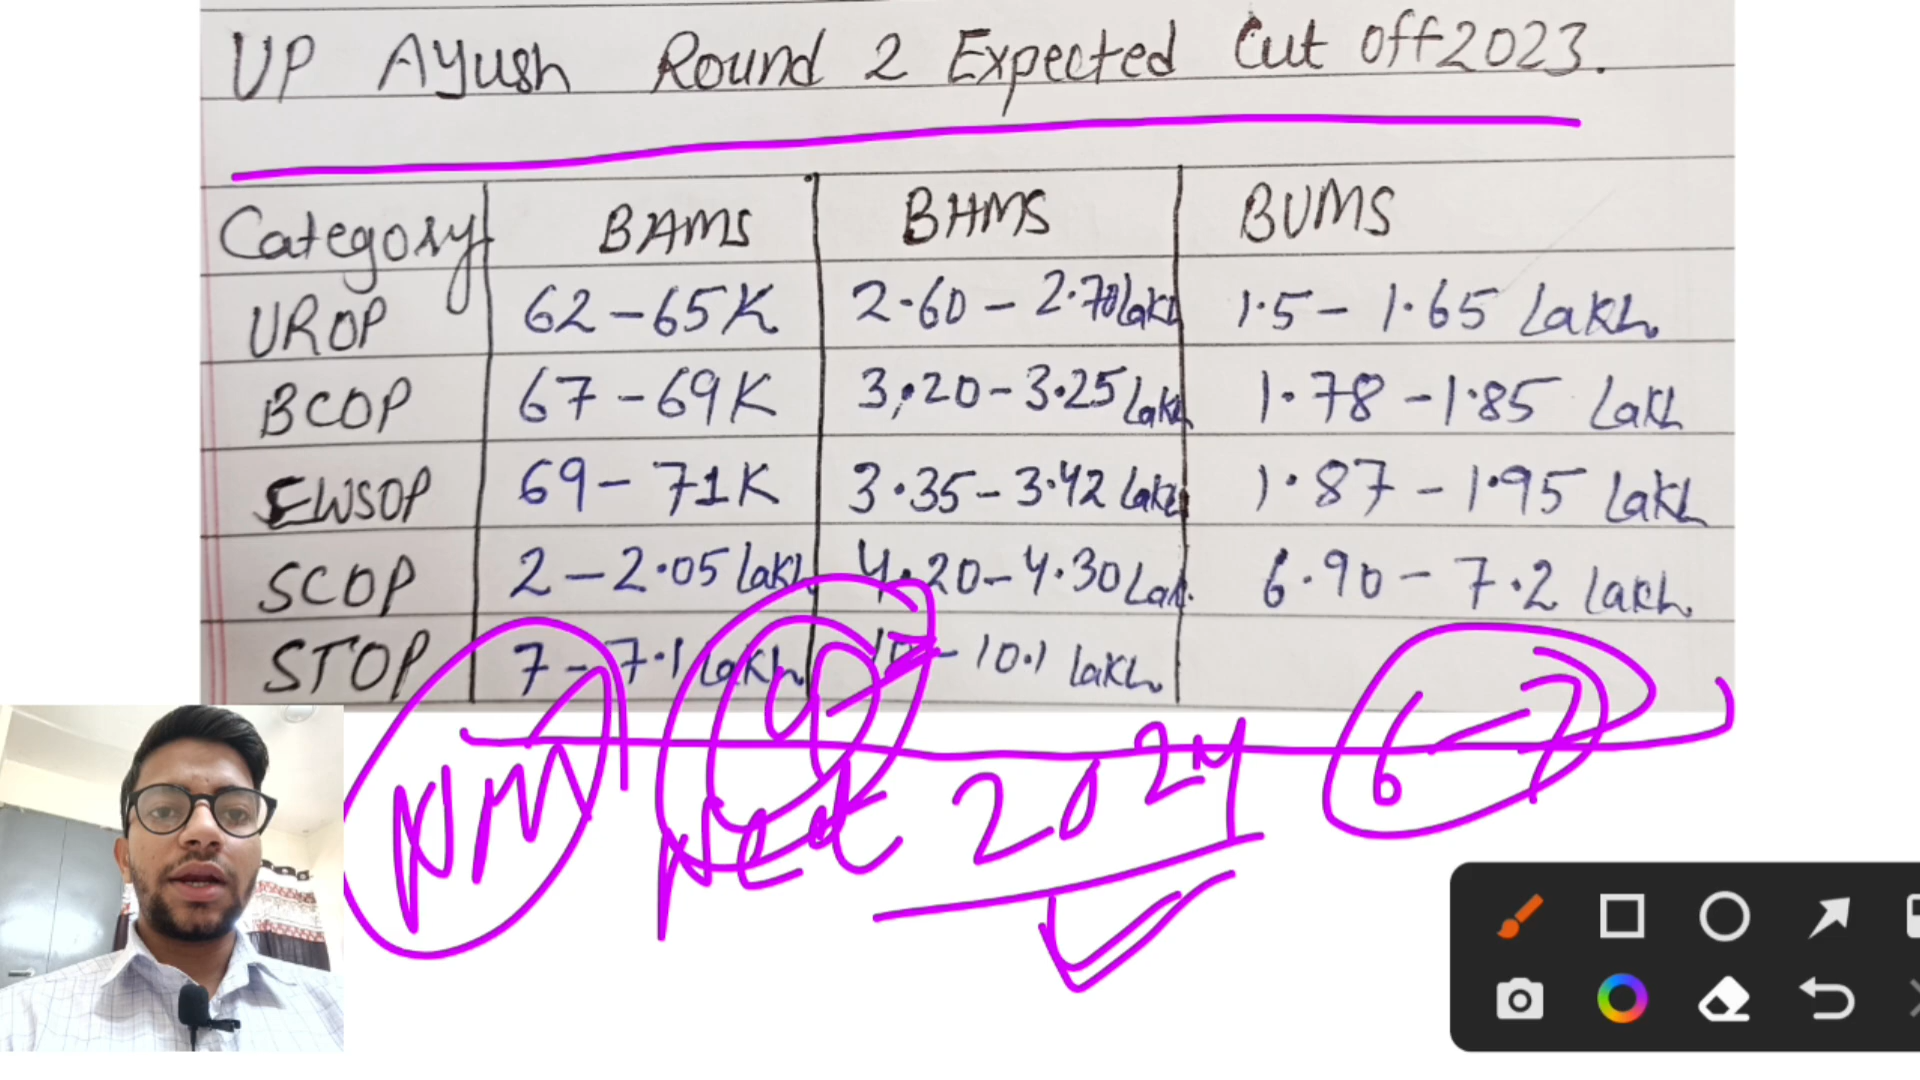 UP Ayush Round 2 Expected Cut off 2023.
Category BAMS BHMS BUMS
UROP 62-65K 2.60-2.70 Lakh 1.5-1.65 Lakh
BCOP 67-69K 3.20-3.25 Lakh 1.78-1.85 Lakh
EWSOP 69-71K 3.35-3.42 Lakh 1.87-1.95 Lakh
SCOP 2-2.05 Lakh 4.20-4.30 Lak. 6.90-7.2 Lakh
STOP 7-7.1 Lakh 10-10.1 Lakh
6-7
2024